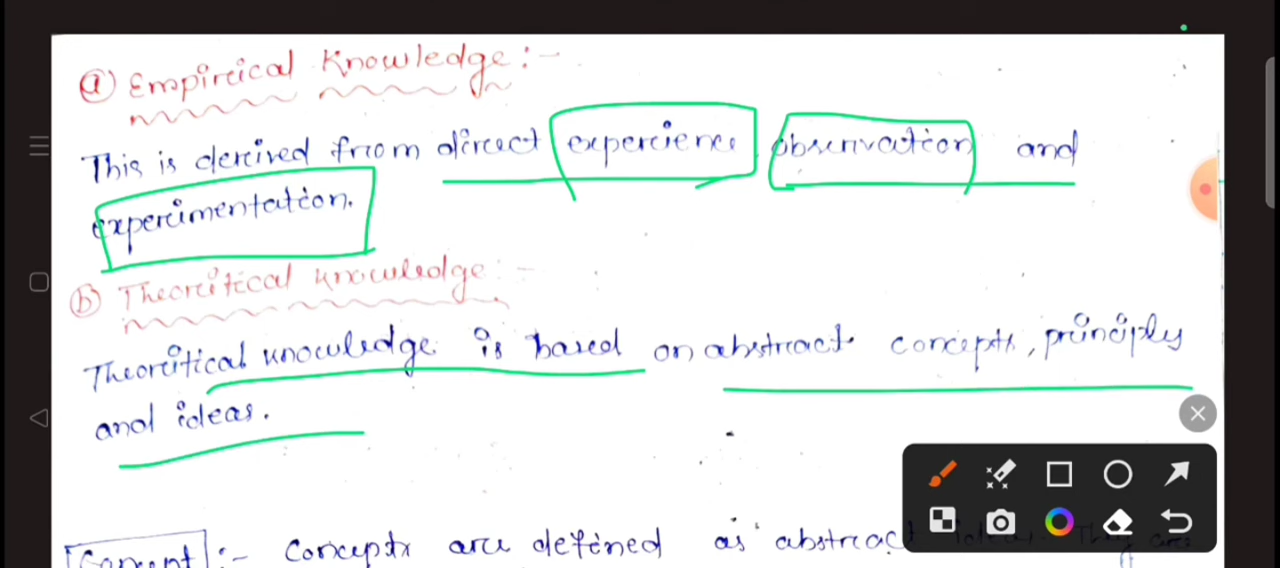 (a) Empirical Knowledge :-
This is derived from direct experience observation and
experimentation.
(b) Theoritical knowledge :-
Theoritical knowledge is based on abstract concepts, principly
and ideas.
Concept :- Concepts are defined as abstract